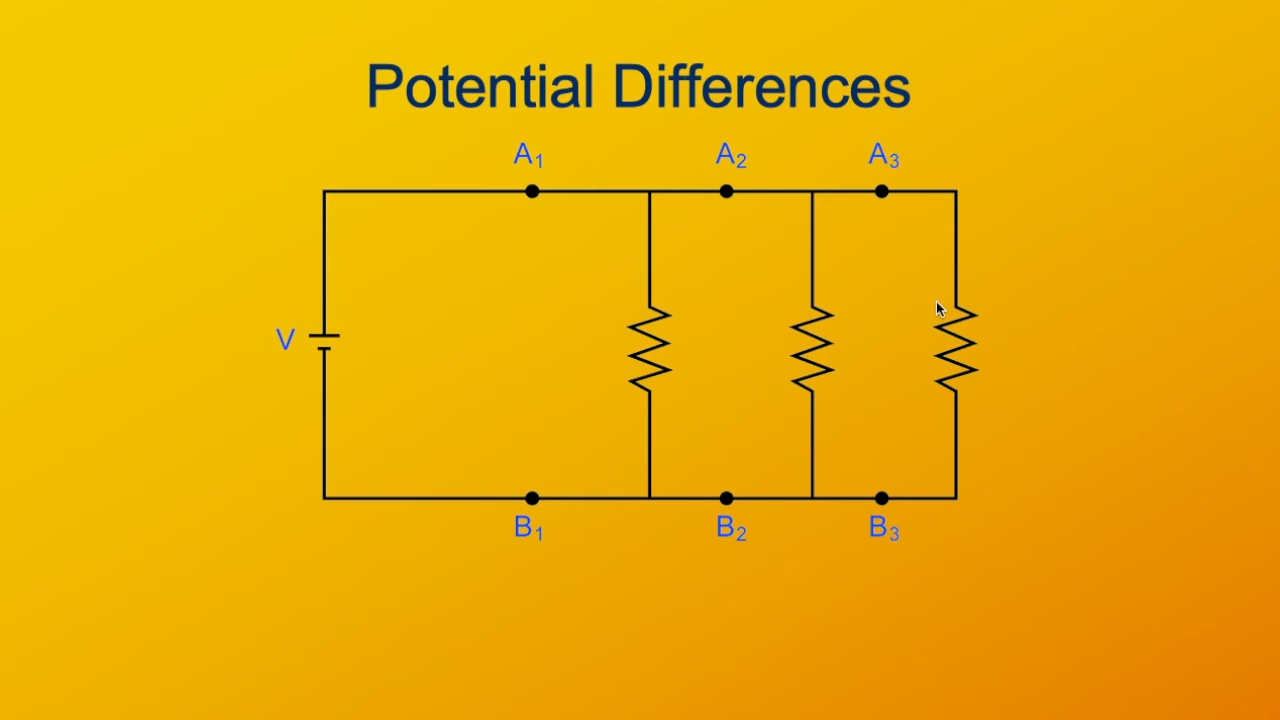 Potential Differences
A₁ A₂ A₃
V
B₁ B₂ B₃